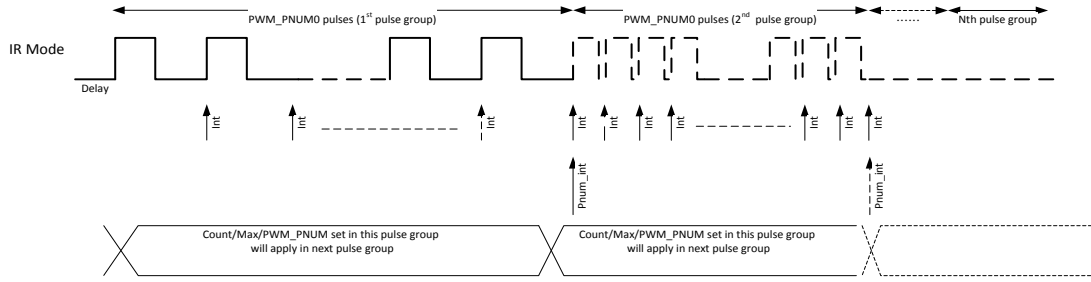 PWM_PNUM0 pulses (1st pulse group)
PWM_PNUM0 pulses (2nd pulse group)
......
Nth pulse group
IR Mode
Delay
Int
Int
Int
Int
Int
Int
Int
Int
Int
Int
Pnum_int
Pnum_int
Count/Max/PWM_PNUM set in this pulse group
will apply in next pulse group
Count/Max/PWM_PNUM set in this pulse group
will apply in next pulse group